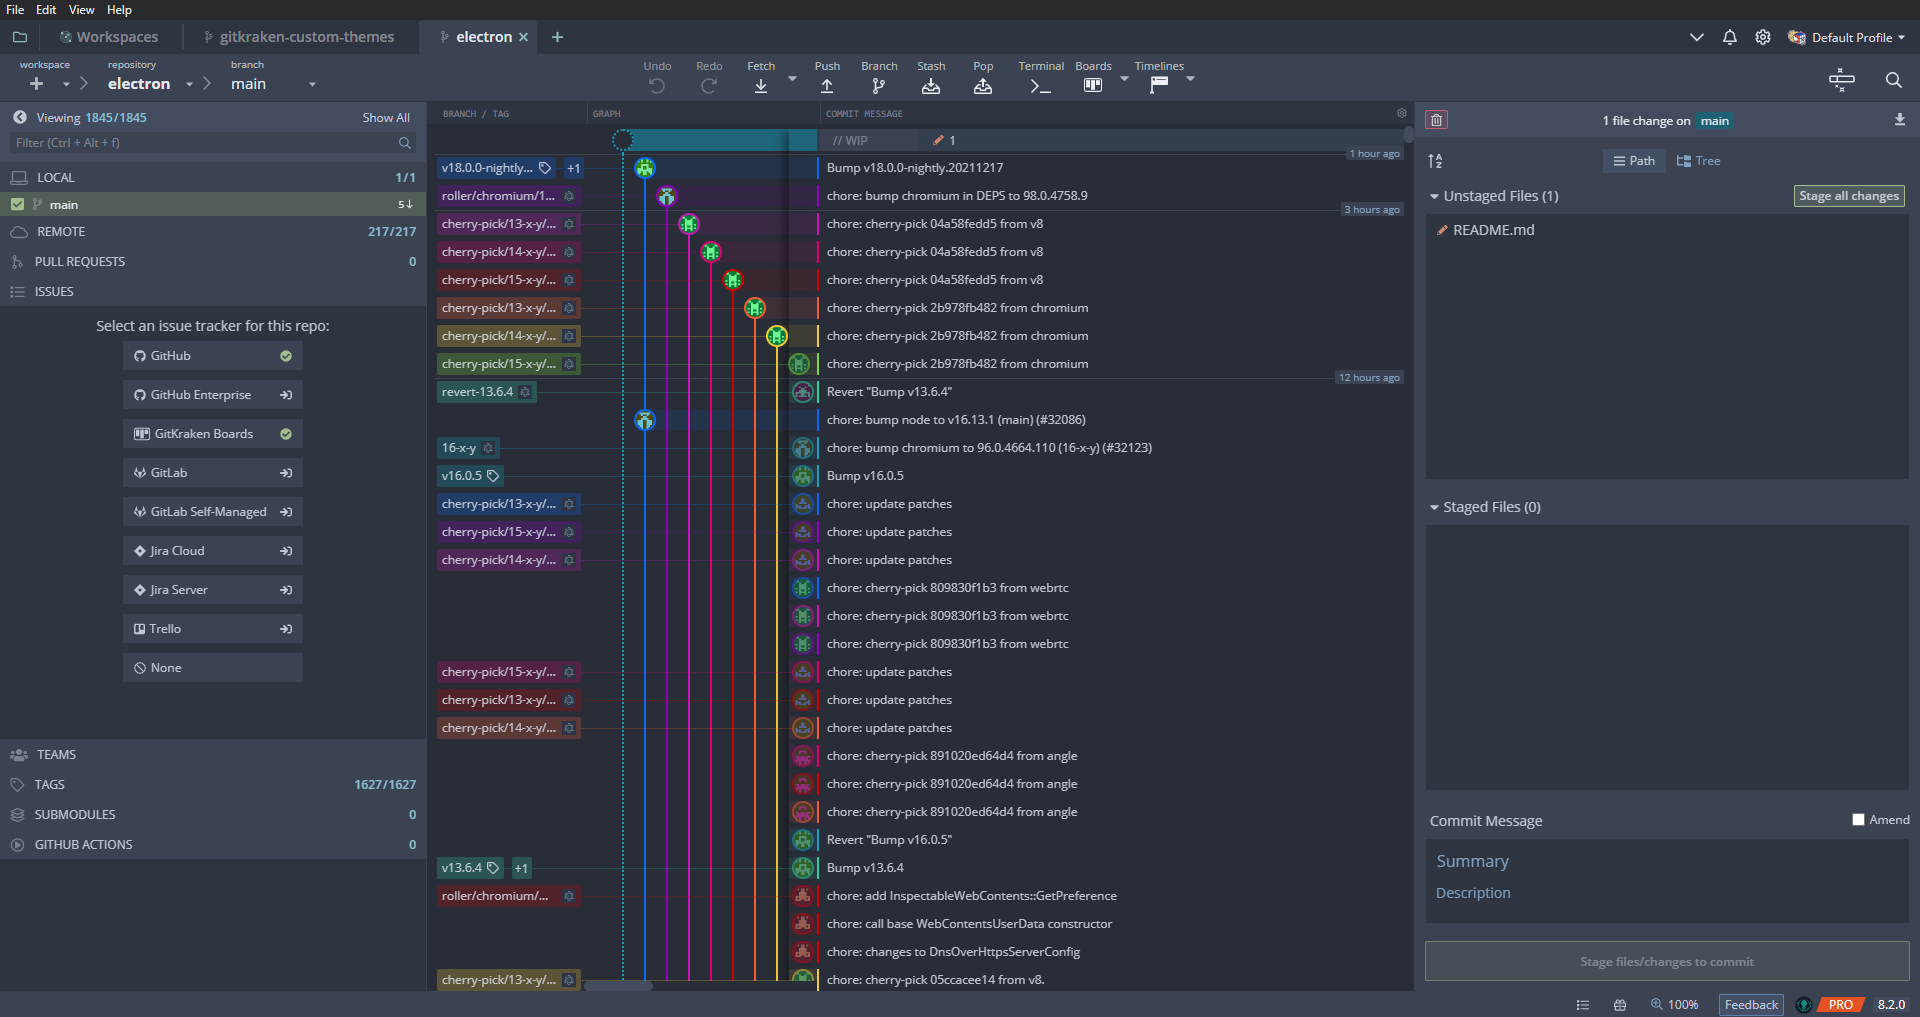 File Edit View Help
Workspaces gitkraken-custom-themes electron Default Profile
workspace repository branch
electron main
Undo Redo Fetch Push Branch Stash Pop Terminal Boards Timelines
Viewing 1845/1845 Show All
Filter (Ctrl + Alt + f)
LOCAL 1/1
main 5↓
REMOTE 217/217
PULL REQUESTS 0
ISSUES
Select an issue tracker for this repo:
GitHub
GitHub Enterprise
GitKraken Boards
GitLab
GitLab Self-Managed
Jira Cloud
Jira Server
Trello
None
TEAMS
TAGS 1627/1627
SUBMODULES 0
GITHUB ACTIONS 0
BRANCH / TAG GRAPH COMMIT MESSAGE
// WIP 1
1 hour ago
v18.0.0-nightly... +1 Bump v18.0.0-nightly.20211217
roller/chromium/1... chore: bump chromium in DEPS to 98.0.4758.9
3 hours ago
cherry-pick/13-x-y/... chore: cherry-pick 04a58fedd5 from v8
cherry-pick/14-x-y/... chore: cherry-pick 04a58fedd5 from v8
cherry-pick/15-x-y/... chore: cherry-pick 04a58fedd5 from v8
cherry-pick/13-x-y/... chore: cherry-pick 2b978fb482 from chromium
cherry-pick/14-x-y/... chore: cherry-pick 2b978fb482 from chromium
cherry-pick/15-x-y/... chore: cherry-pick 2b978fb482 from chromium
12 hours ago
revert-13.6.4 Revert "Bump v13.6.4"
chore: bump node to v16.13.1 (main) (#32086)
16-x-y chore: bump chromium to 96.0.4664.110 (16-x-y) (#32123)
v16.0.5 Bump v16.0.5
cherry-pick/13-x-y/... chore: update patches
cherry-pick/15-x-y/... chore: update patches
cherry-pick/14-x-y/... chore: update patches
chore: cherry-pick 809830f1b3 from webrtc
chore: cherry-pick 809830f1b3 from webrtc
chore: cherry-pick 809830f1b3 from webrtc
cherry-pick/15-x-y/... chore: update patches
cherry-pick/13-x-y/... chore: update patches
cherry-pick/14-x-y/... chore: update patches
chore: cherry-pick 891020ed64d4 from angle
chore: cherry-pick 891020ed64d4 from angle
chore: cherry-pick 891020ed64d4 from angle
Revert "Bump v16.0.5"
v13.6.4 +1 Bump v13.6.4
roller/chromium/... chore: add InspectableWebContents::GetPreference
chore: call base WebContentsUserData constructor
chore: changes to DnsOverHttpsServerConfig
cherry-pick/13-x-y/... chore: cherry-pick 05ccacee14 from v8.
1 file change on main
Path Tree
Unstaged Files (1) Stage all changes
README.md
Staged Files (0)
Commit Message Amend
Summary
Description
Stage files/changes to commit
100% Feedback PRO 8.2.0